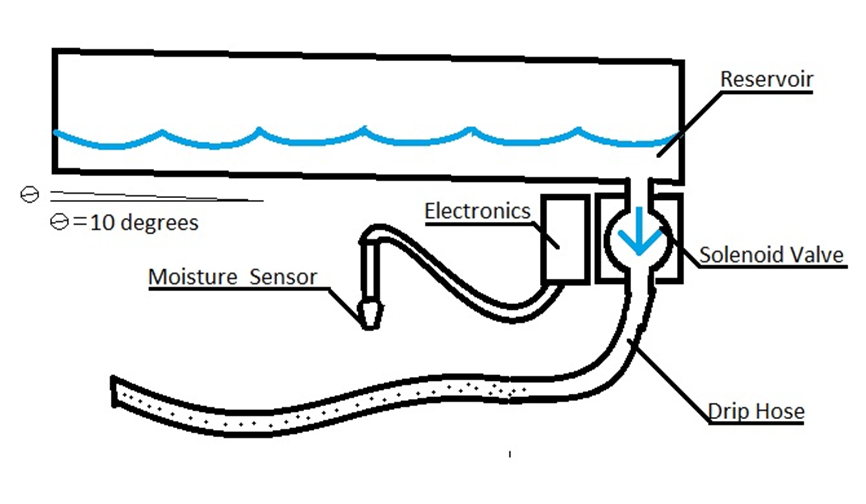 Reservoir
Electronics
Θ
Θ=10 degrees
Solenoid Valve
Moisture Sensor
Drip Hose